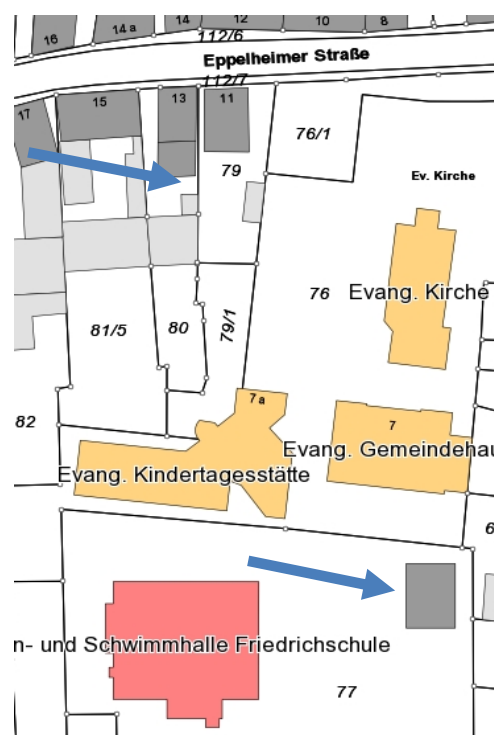 16
14 a
14
112/6
12
10
8
Eppelheimer Straße
112/7
17
15
13
11
76/1
79
Ev. Kirche
76
Evang. Kirche
81/5
80
79/1
82
7 a
7
Evang. Gemeindehau
Evang. Kindertagesstätte
6
n- und Schwimmhalle Friedrichschule
77